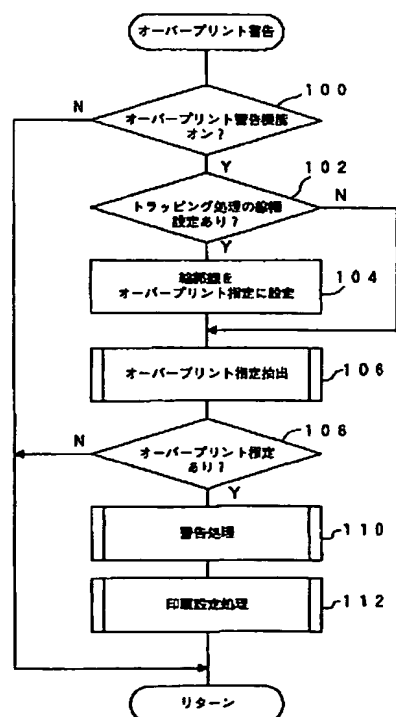 オーバープリント警告
100
オーバープリント警告機能
オン?
N
Y
102
トラッピング処理の線幅
設定あり?
N
Y
輪郭線を
オーバープリント指定に設定
104
オーバープリント指定抽出
106
オーバープリント指定
あり?
108
N
Y
警告処理
110
印刷設定処理
112
リターン